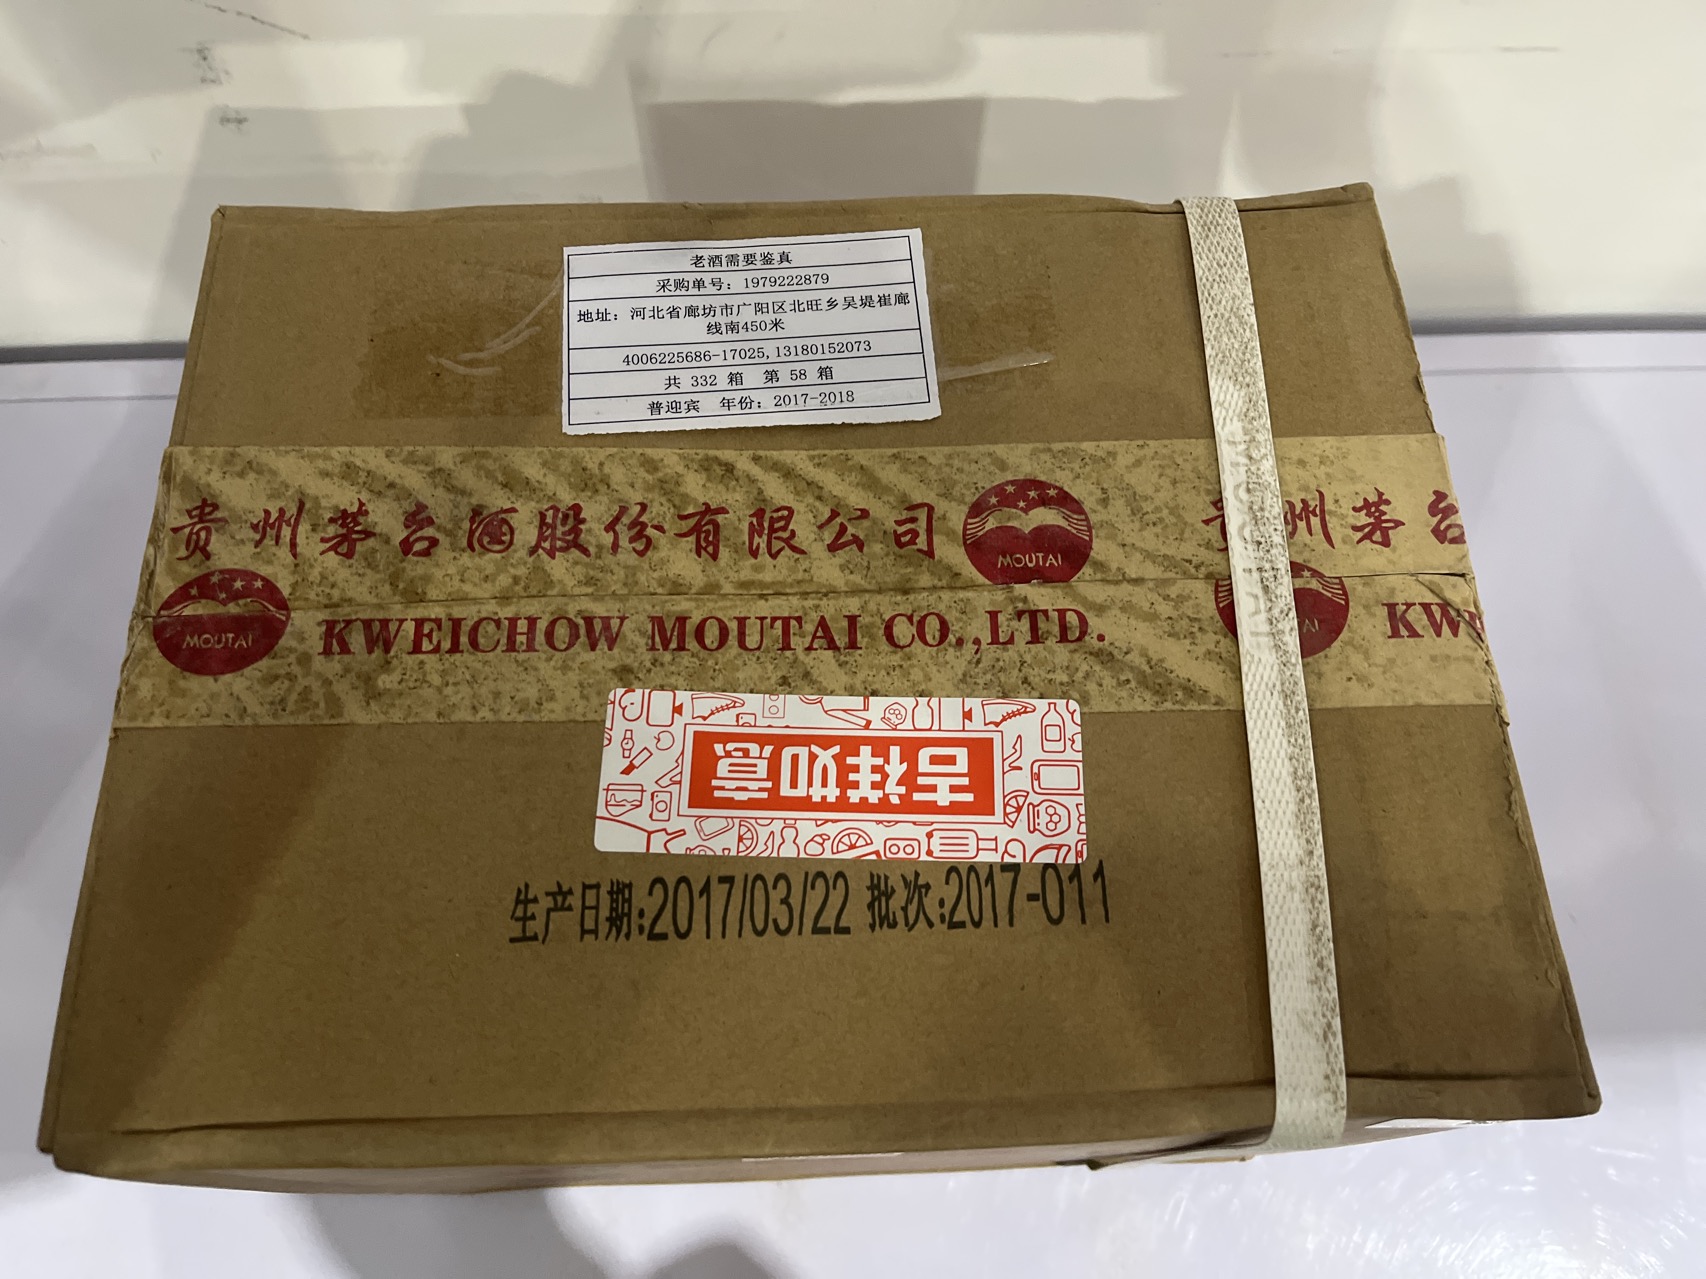 老酒需要鉴真
采购单号：1979222879
地址：河北省廊坊市广阳区北旺乡吴堤崔廊
线南450米
4006225686-17025,13180152073
共 332 箱 第 58 箱
普迎宾 年份：2017-2018
贵州茅台酒股份有限公司 MOUTAI 贵州茅台
MOUTAI KWEICHOW MOUTAI CO.,LTD. KW
吉祥如意
生产日期:2017/03/22 批次:2017-011